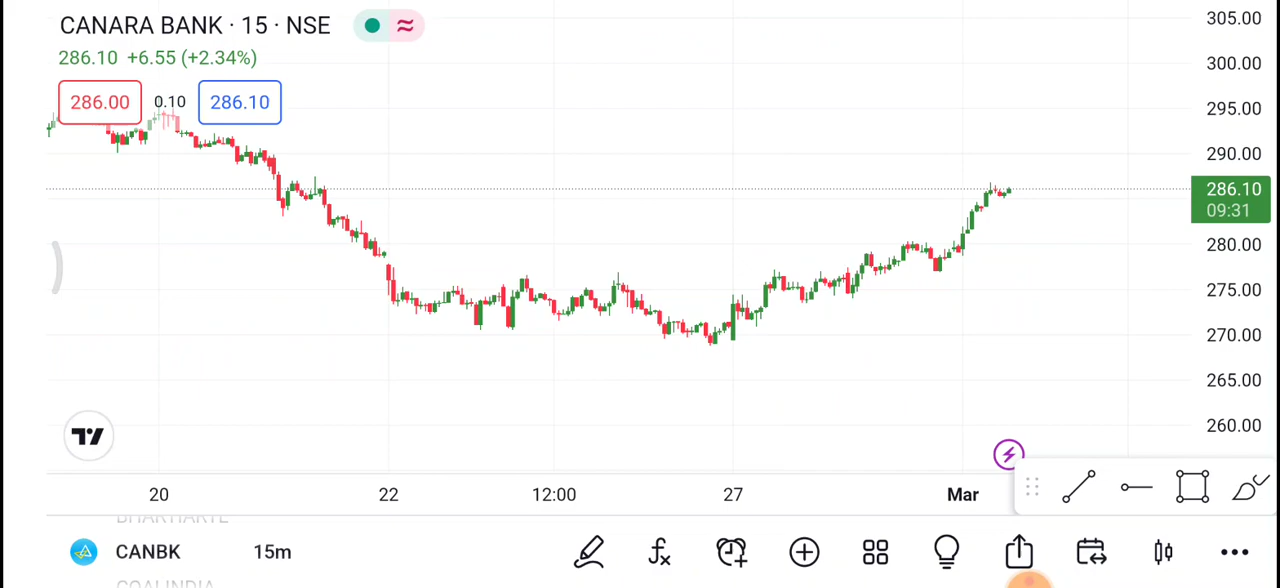 CANARA BANK · 15 · NSE
286.10 +6.55 (+2.34%)
286.00 0.10 286.10
305.00
300.00
295.00
290.00
286.10
09:31
280.00
275.00
270.00
265.00
260.00
20 22 12:00 27 Mar
BHARTIARTL
CANBK 15m
COALINDIA